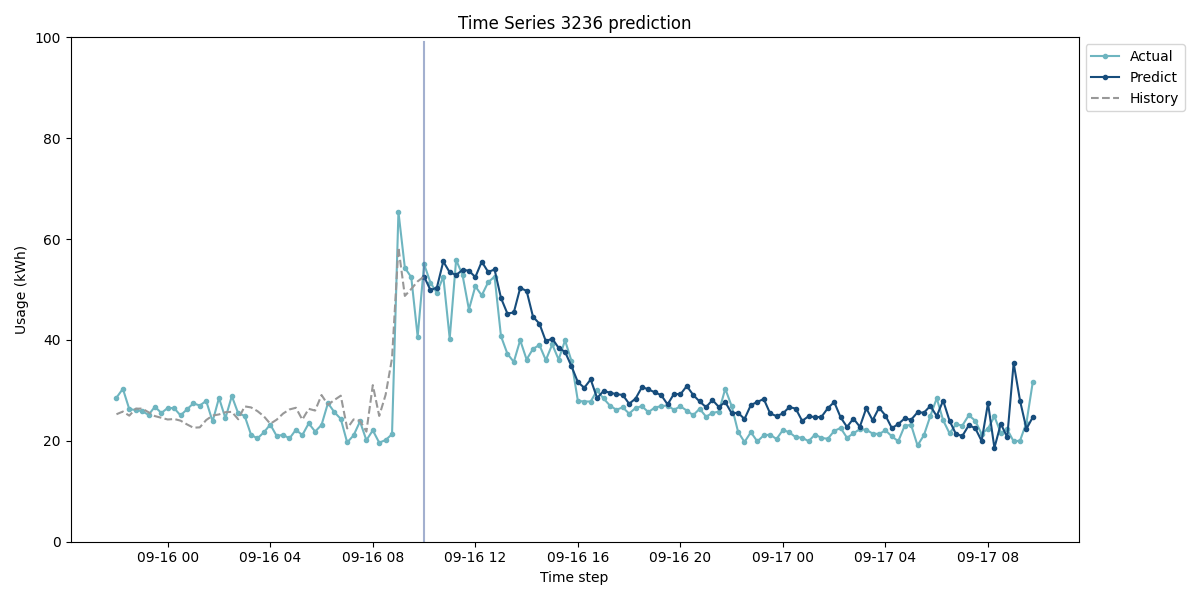 Time Series 3236 prediction
100
80
60
40
20
0
Usage (kWh)
09-16 00
09-16 04
09-16 08
09-16 12
09-16 16
09-16 20
09-17 00
09-17 04
09-17 08
Time step
Actual
Predict
History